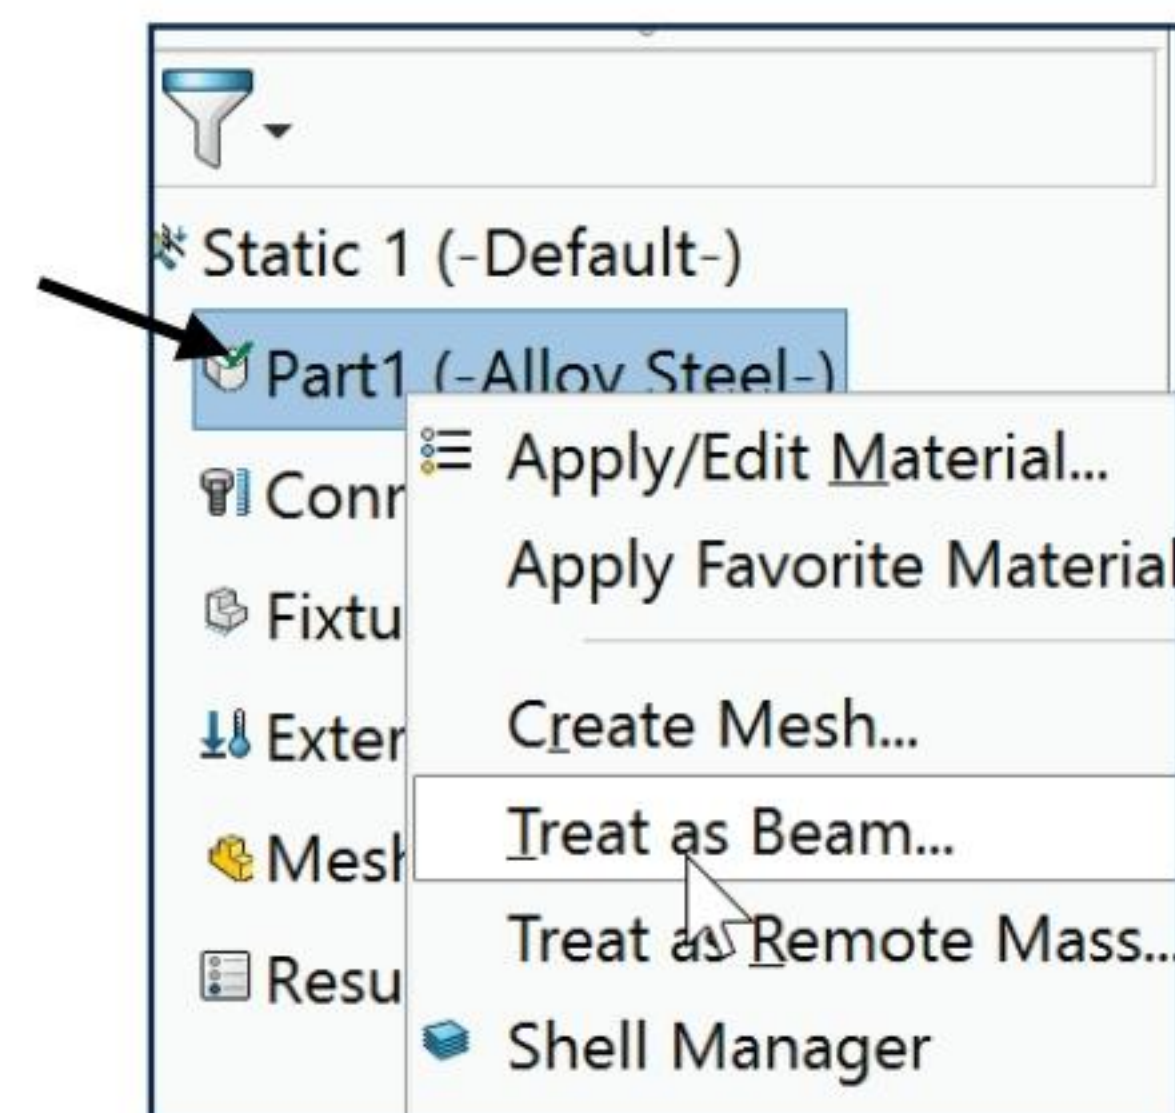 Static 1 (-Default-)
Part1 (-Alloy Steel-)
Apply/Edit Material...
Conn
Apply Favorite Material
Fixtu
Create Mesh...
Exter
Treat as Beam...
Mesh
Treat as Remote Mass...
Resu
Shell Manager